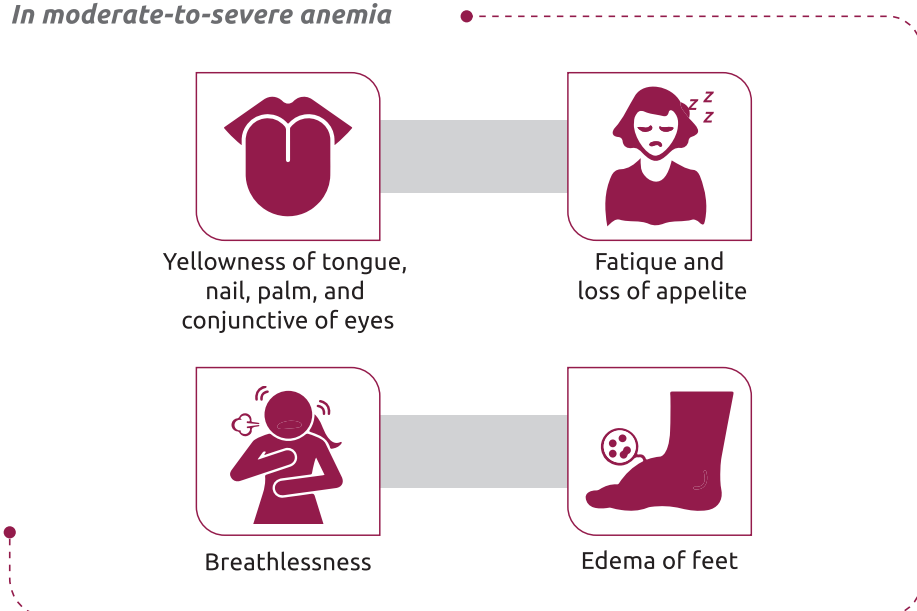 In moderate-to-severe anemia
z z
z
Yellowness of tongue,
nail, palm, and
conjunctive of eyes
Fatique and
loss of appelite
Breathlessness
Edema of feet